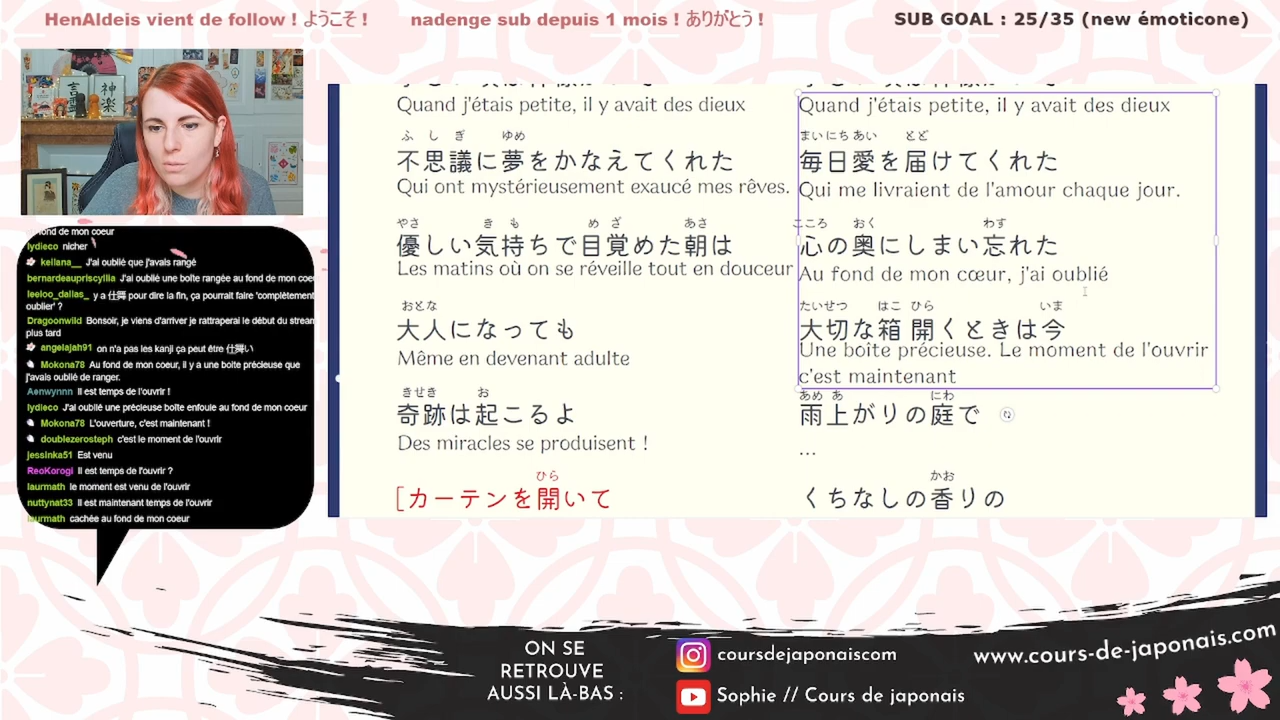 HenAldeis vient de follow ! ようこそ !
nadenge sub depuis 1 mois ! ありがとう !
SUB GOAL : 25/35 (new émoticone)
fond de mon coeur
lydieco nicher
keilana__ J'ai oublié que j'avais rangé
bernardeaupriscyllia J'ai oublié une boîte rangée au fond de mon coeu
leeloo_dallas_ y a 仕舞 pour dire la fin, ça pourrait faire 'complètement
oublier' ?
Dragoonwild Bonsoir, je viens d'arriver je rattraperai le début du stream
plus tard
angelajah91 on n'a pas les kanji ça peut être 仕舞い
Mokona78 Au fond de mon coeur, il y a une boite précieuse que
j'avais oublié de ranger.
Aenwynnn Il est temps de l'ouvrir !
lydieco J'ai oublié une précieuse boîte enfouie au fond de mon coeur
Mokona78 L'ouverture, c'est maintenant !
doublezerosteph c'est le moment de l'ouvrir
jessinka51 Est venu
ReoKorogi Il est temps de l'ouvrir ?
laurmath le moment est venu de l'ouvrir
nuttynat33 Il est maintenant temps de l'ouvrir
laurmath cachée au fond de mon coeur
Quand j'étais petite, il y avait des dieux
ふ し ぎ ゆめ
不思議に夢をかなえてくれた
Qui ont mystérieusement exaucé mes rêves.
やさ き も め ざ あさ
優しい気持ちで目覚めた朝は
Les matins où on se réveille tout en douceur
おとな
大人になっても
Même en devenant adulte
きせき お
奇跡は起こるよ
Des miracles se produisent !
ひら
[カーテンを開いて
Quand j'étais petite, il y avait des dieux
まいにち あい とど
毎日愛を届けてくれた
Qui me livraient de l'amour chaque jour.
こころ おく わす
心の奥にしまい忘れた
Au fond de mon cœur, j'ai oublié
たいせつ はこ ひら いま
大切な箱 開くときは今
Une boîte précieuse. Le moment de l'ouvrir
c'est maintenant
あめ あ にわ
雨上がりの庭で
...
かお
くちなしの香りの
ON SE
RETROUVE
AUSSI LÀ-BAS :
coursdejaponaiscom
Sophie // Cours de japonais
www.cours-de-japonais.com